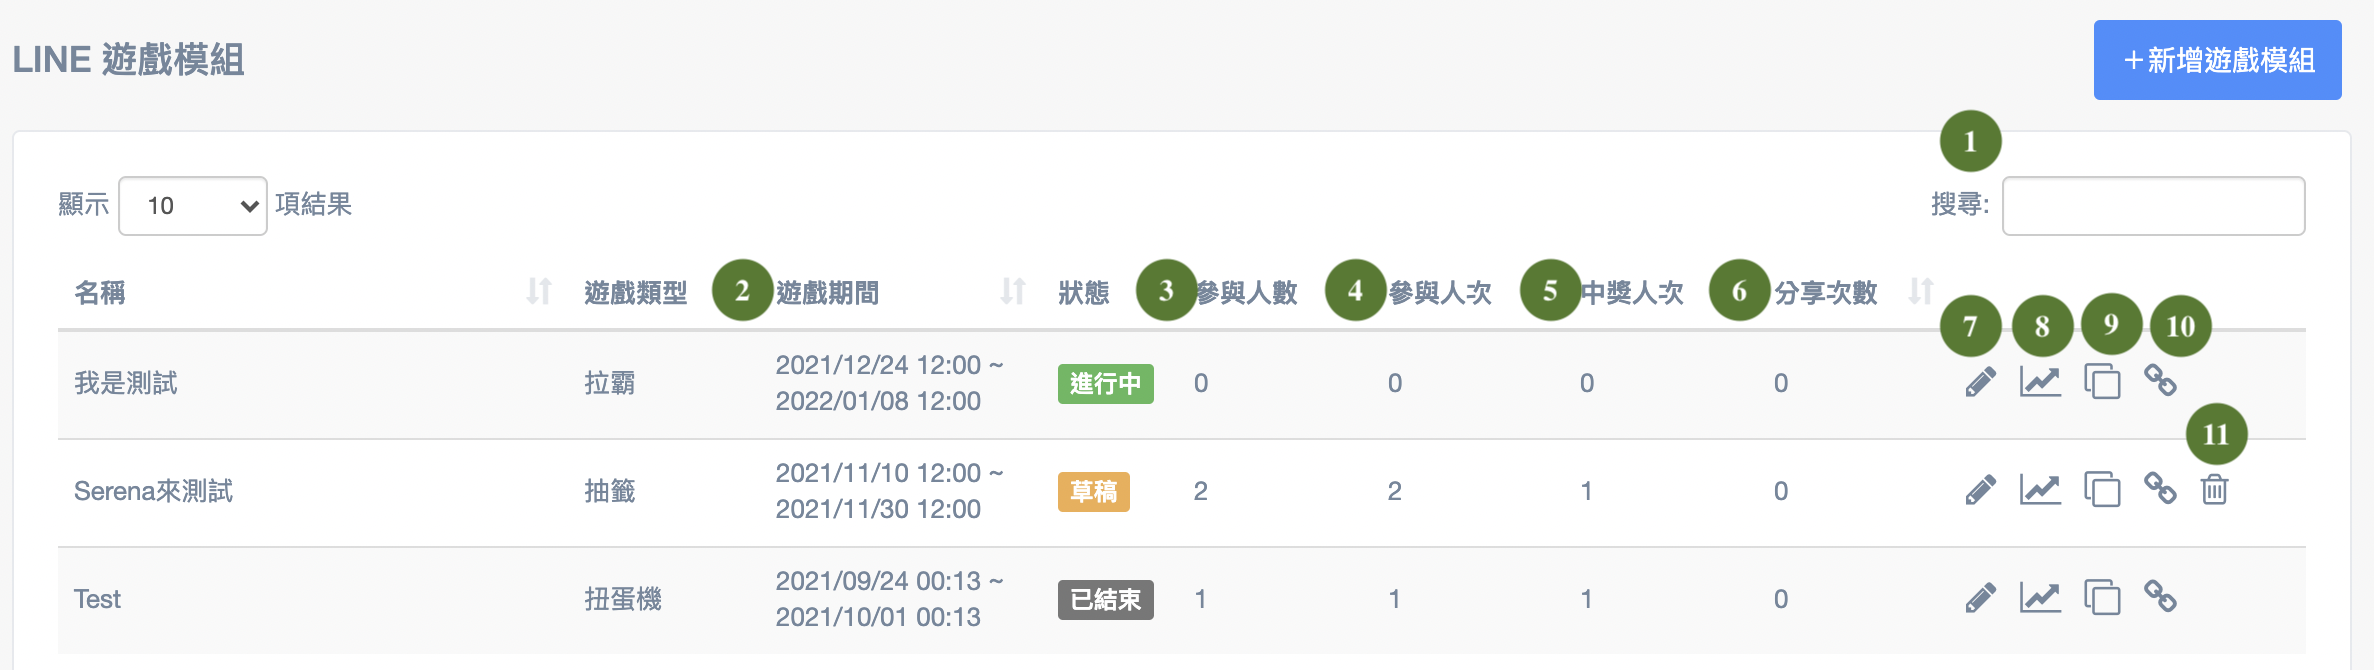 LINE 遊戲模組
＋新增遊戲模組
1
顯示 10 項結果
搜尋:
名稱
遊戲類型
2
遊戲期間
狀態
3
參與人數
4
參與人次
5
中獎人次
6
分享次數
7
8
9
10
我是測試
拉霸
2021/12/24 12:00 ~
2022/01/08 12:00
進行中
0
0
0
0
11
Serena來測試
抽籤
2021/11/10 12:00 ~
2021/11/30 12:00
草稿
2
2
1
0
Test
扭蛋機
2021/09/24 00:13 ~
2021/10/01 00:13
已結束
1
1
1
0